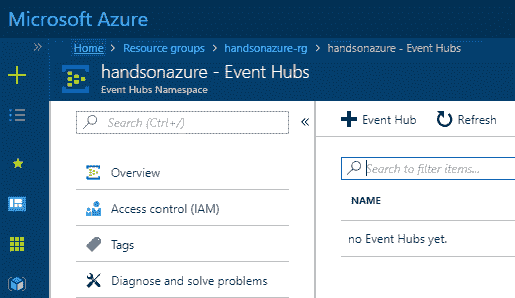 Microsoft Azure
Home > Resource groups > handsonazure-rg > handsonazure - Event Hubs
handsonazure - Event Hubs
Event Hubs Namespace
Search (Ctrl+/)
Overview
Access control (IAM)
Tags
Diagnose and solve problems
Event Hub
Refresh
Search to filter items...
NAME
no Event Hubs yet.